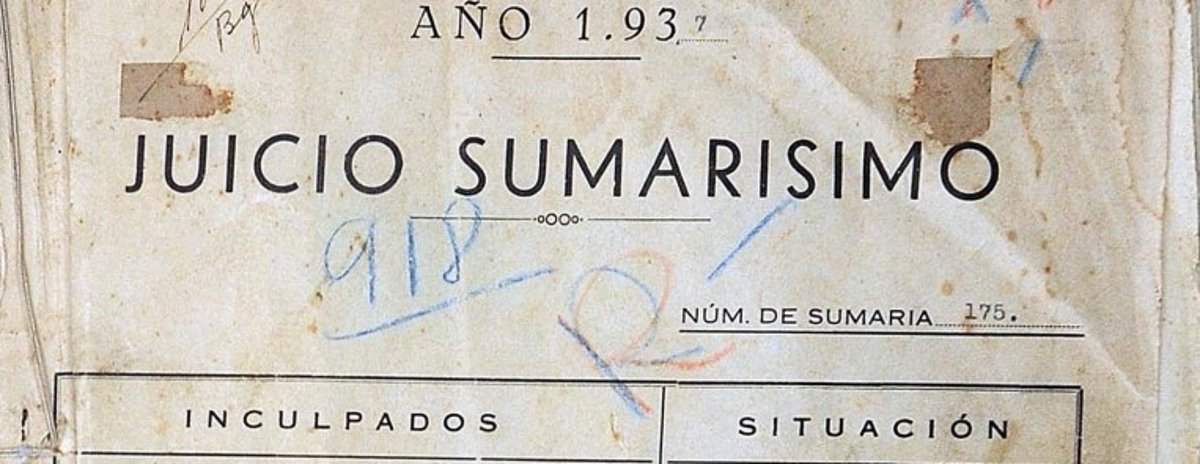 AÑO 1.937
JUICIO SUMARISIMO
918
R
NÚM. DE SUMARIA 175.
INCULPADOS SITUACIÓN